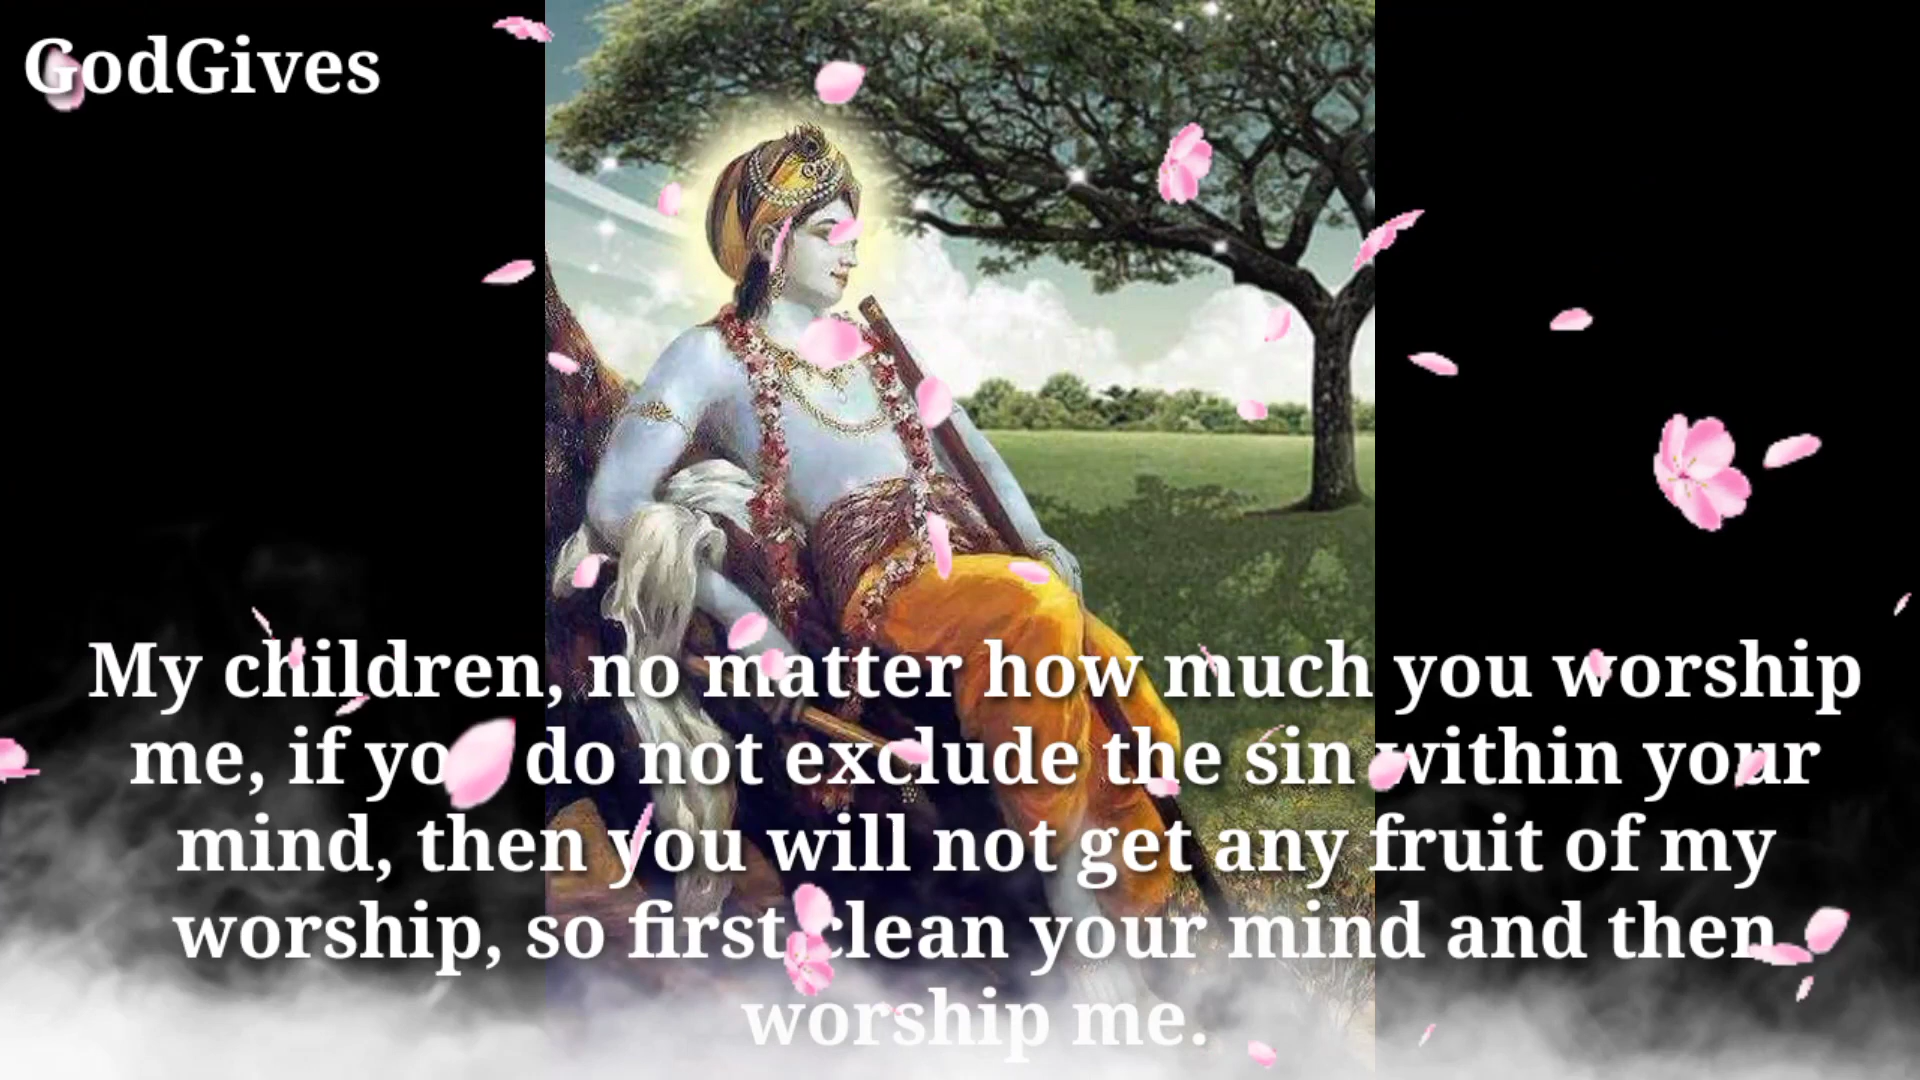 GodGives
My children, no matter how much you worship
me, if you do not exclude the sin within your
mind, then you will not get any fruit of my
worship, so first clean your mind and then
worship me.